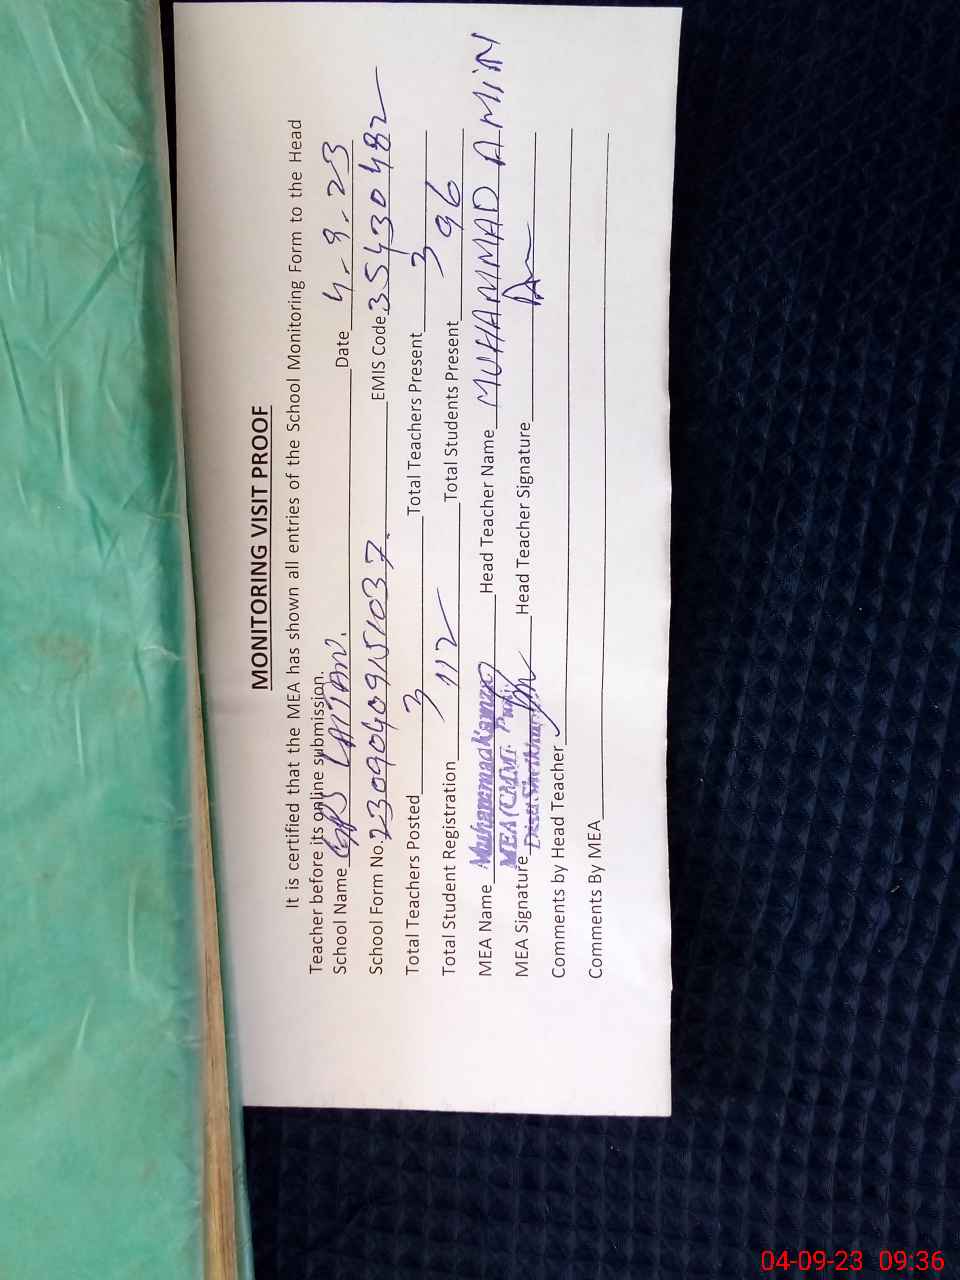 MONITORING VISIT PROOF
It is certified that the MEA has shown all entries of the School Monitoring Form to the Head
Teacher before its online submission.
School Name GPS Date 4-9-23
School Form No. 23090409151037 EMIS Code 35430482
Total Teachers Posted 3 Total Teachers Present 3
Total Student Registration 112 Total Students Present 96
MEA Name Muhammad Kamran Head Teacher Name MUHAMMAD AMiN
MEA (CMMI)
MEA Signature Head Teacher Signature
Comments by Head Teacher
Comments By MEA
04-09-23 09:36